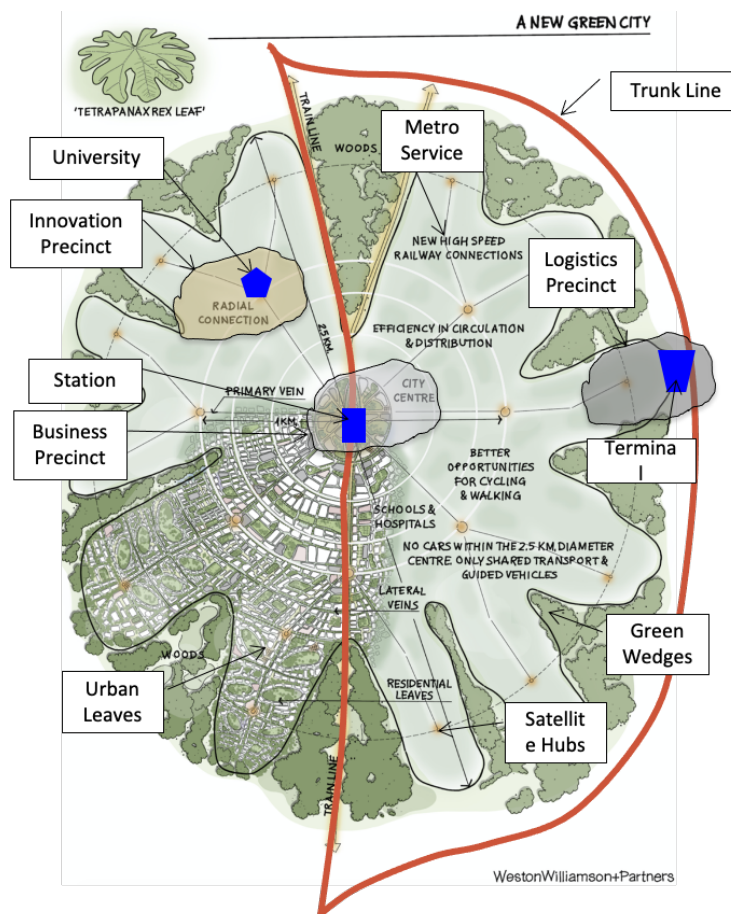 A NEW GREEN CITY
'TETRAPANAX REX LEAF'
Trunk Line
TRAIN LINE
WOODS
Metro
Service
University
Innovation
Precinct
NEW HIGH SPEED
RAILWAY CONNECTIONS
Logistics
Precinct
RADIAL
CONNECTION
2.5 KM.
EFFICIENCY IN CIRCULATION
& DISTRIBUTION
Station
PRIMARY VEIN
CITY
CENTRE
1KM.
Business
Precinct
BETTER
OPPORTUNITIES
FOR CYCLING
& WALKING
Termina
l
SCHOOLS &
HOSPITALS
NO CARS WITHIN THE 2.5 KM. DIAMETER
CENTRE ONLY SHARED TRANSPORT &
GUIDED VEHICLES
LATERAL
VEINS
Green
Wedges
WOODS
Urban
Leaves
RESIDENTIAL
LEAVES
Satellit
e Hubs
TRAIN LINE
WestonWilliamson+Partners